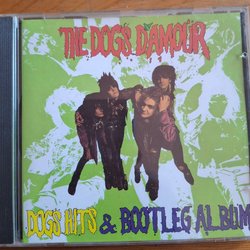 THE DOGS D'AMOUR
DOGS HITS & BOOTLEG ALBUM